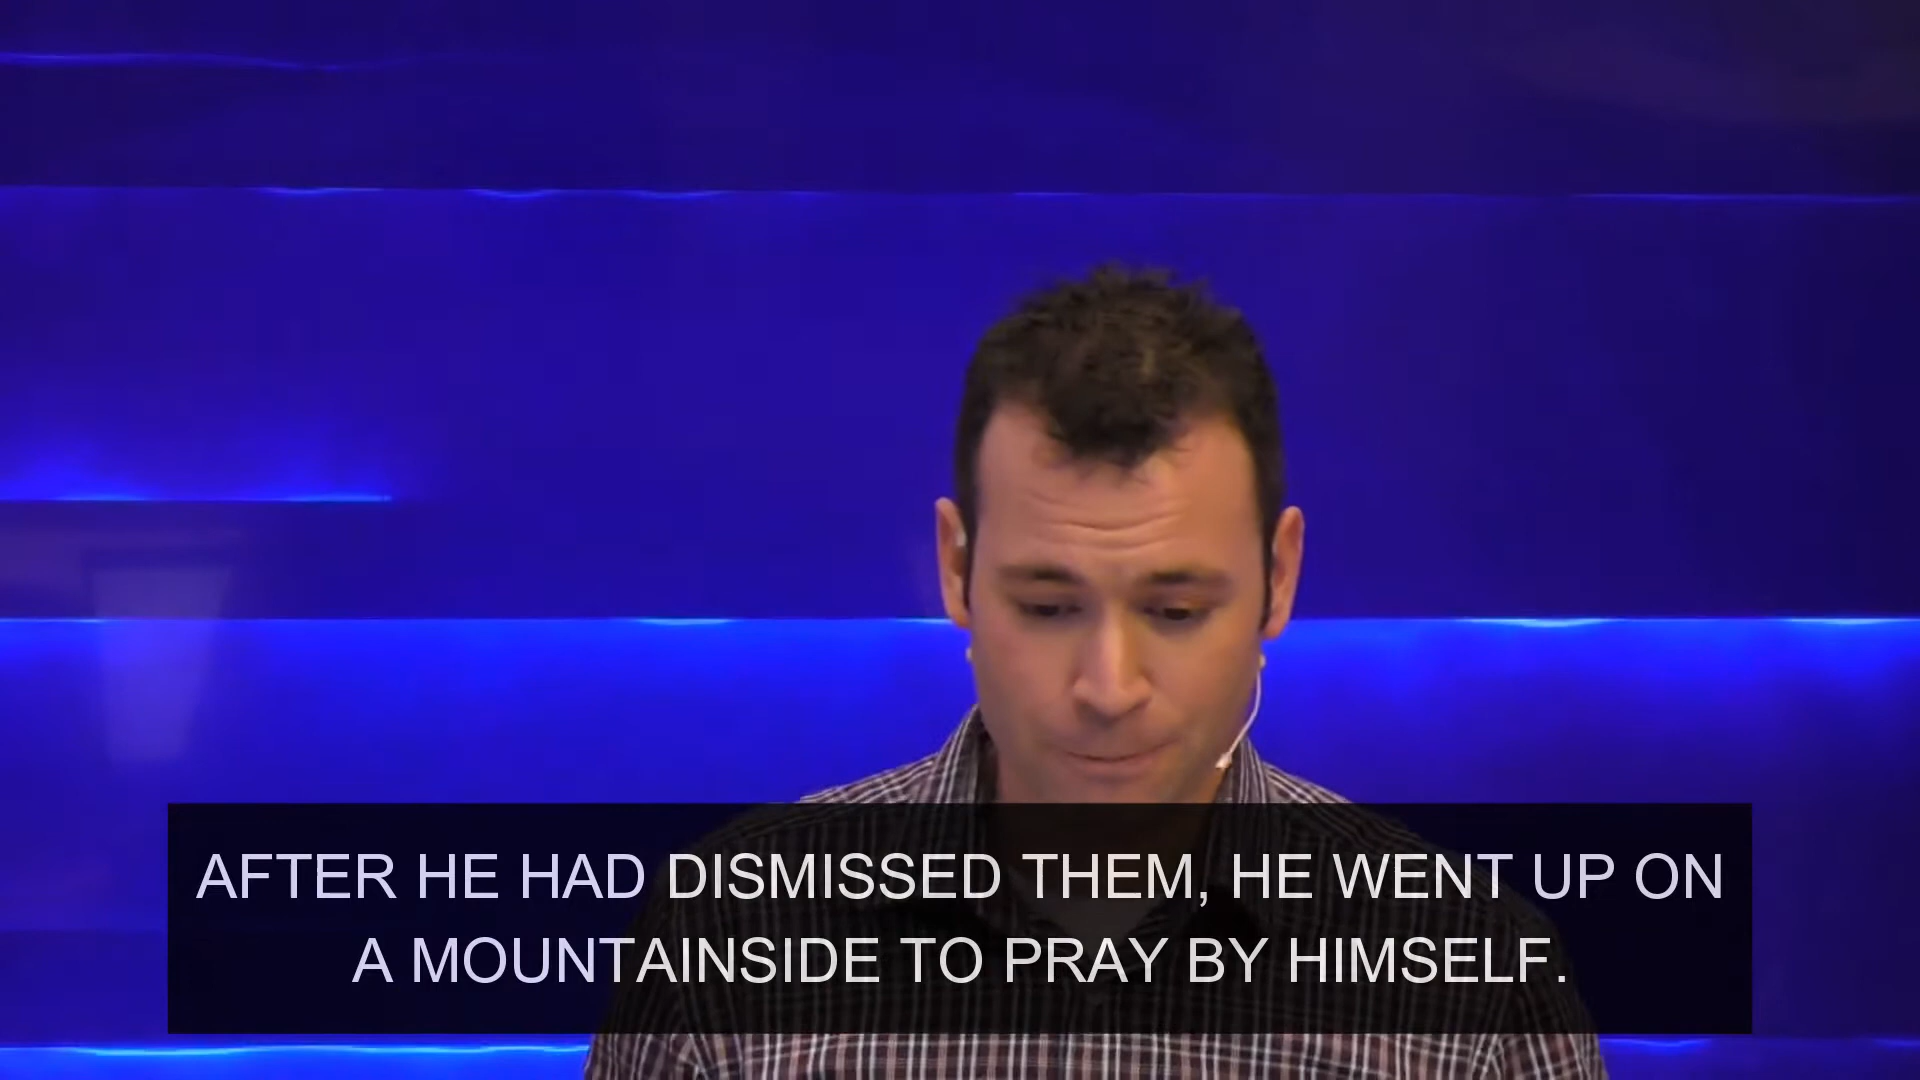 AFTER HE HAD DISMISSED THEM, HE WENT UP ON
A MOUNTAINSIDE TO PRAY BY HIMSELF.